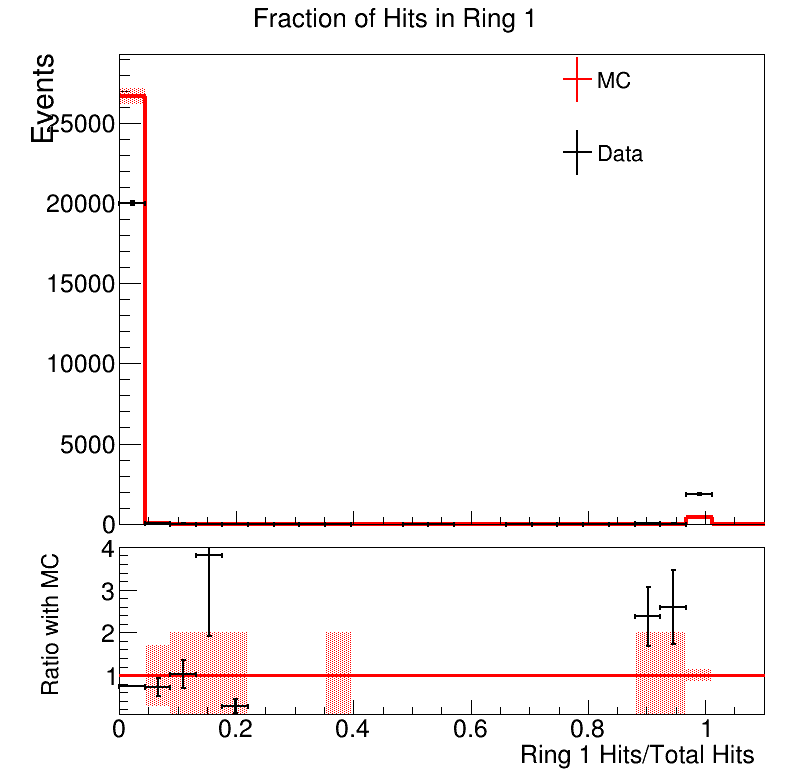 Fraction of Hits in Ring 1
Events
25000
20000
15000
10000
5000
0
MC
Data
Ratio with MC
4
3
2
1
0 0.2 0.4 0.6 0.8 1
Ring 1 Hits/Total Hits